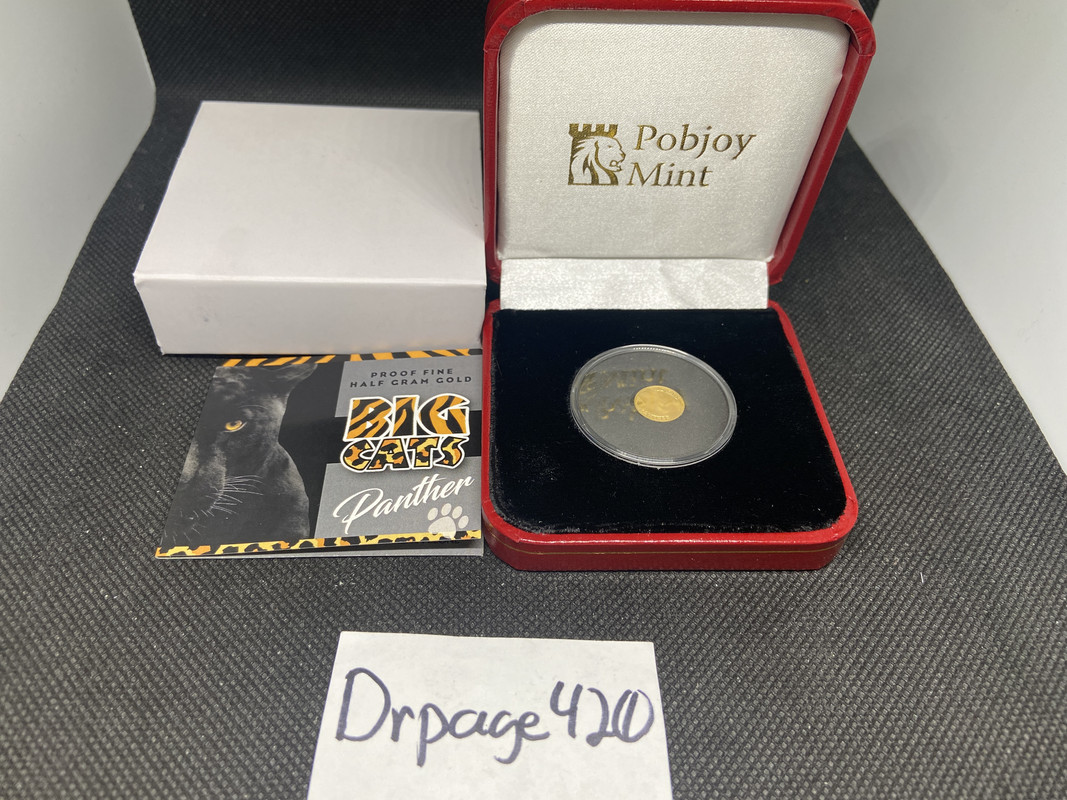 Pobjoy
Mint
PROOF FINE
HALF GRAM GOLD
BIG
CATS
Panther
Drpage420